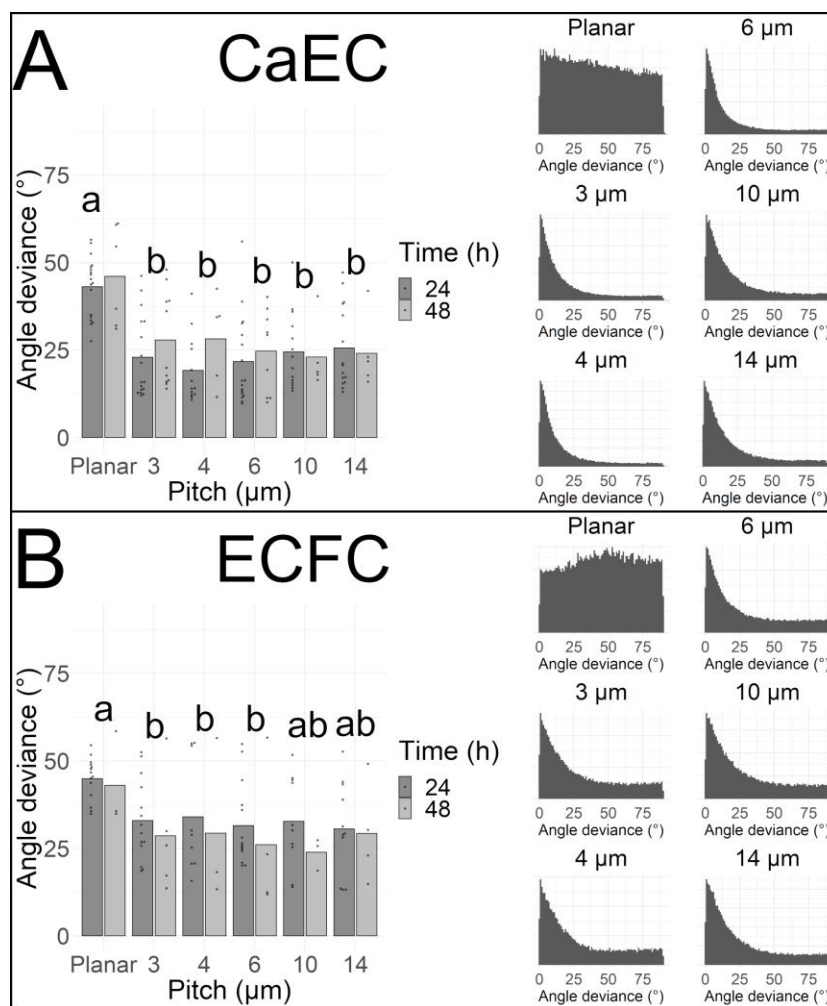 A CaEC
Angle deviance (°)
75
50
25
0
a b b b b b
Planar 3 4 6 10 14
Pitch (µm)
Time (h)
24
48
Planar
0 25 50 75
Angle deviance (°)
6 µm
0 25 50 75
Angle deviance (°)
3 µm
0 25 50 75
Angle deviance (°)
10 µm
0 25 50 75
Angle deviance (°)
4 µm
0 25 50 75
Angle deviance (°)
14 µm
0 25 50 75
Angle deviance (°)
B ECFC
Angle deviance (°)
75
50
25
0
a b b b ab ab
Planar 3 4 6 10 14
Pitch (µm)
Time (h)
24
48
Planar
0 25 50 75
Angle deviance (°)
6 µm
0 25 50 75
Angle deviance (°)
3 µm
0 25 50 75
Angle deviance (°)
10 µm
0 25 50 75
Angle deviance (°)
4 µm
0 25 50 75
Angle deviance (°)
14 µm
0 25 50 75
Angle deviance (°)